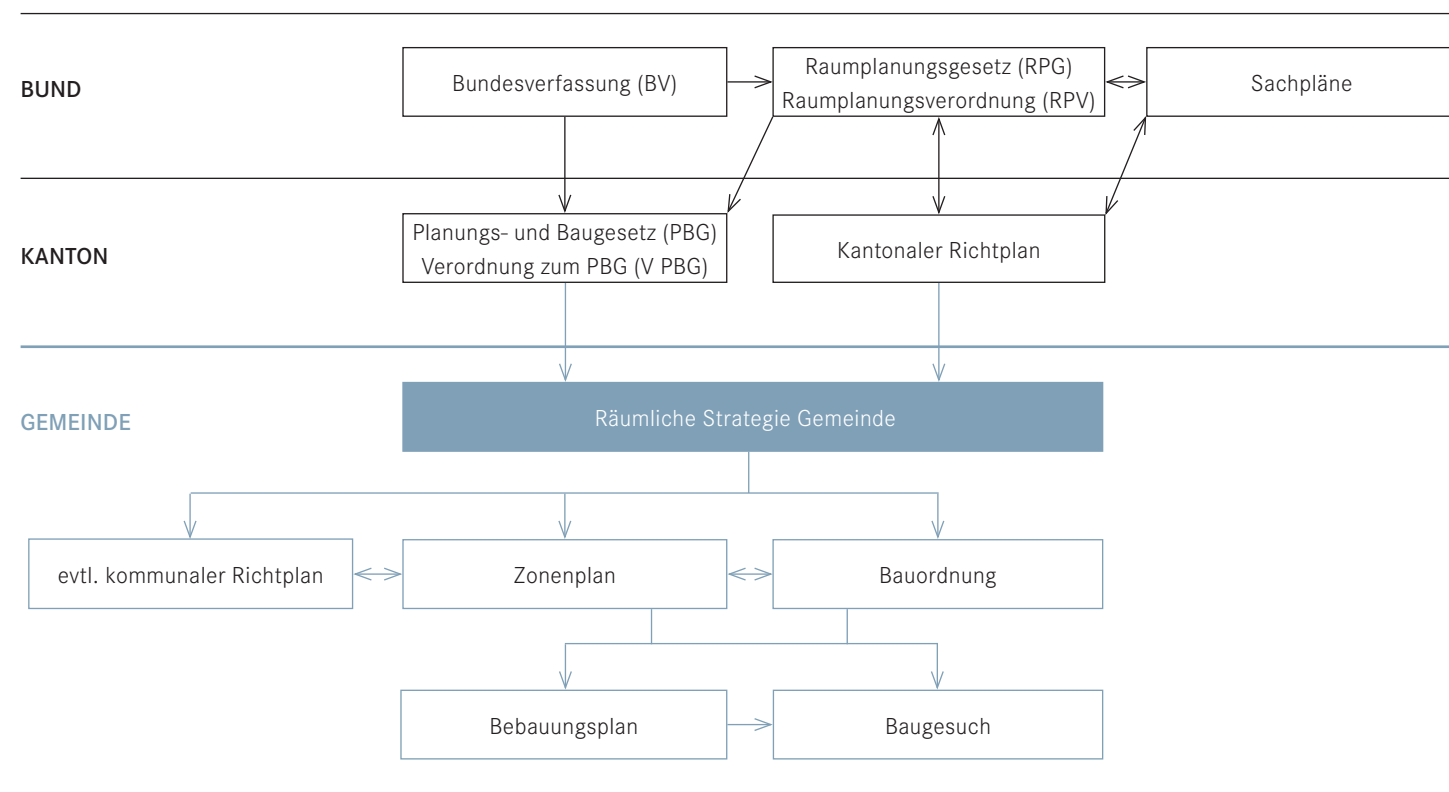 BUND
Bundesverfassung (BV)
Raumplanungsgesetz (RPG)
Raumplanungsverordnung (RPV)
Sachpläne
KANTON
Planungs- und Baugesetz (PBG)
Verordnung zum PBG (V PBG)
Kantonaler Richtplan
GEMEINDE
Räumliche Strategie Gemeinde
evtl. kommunaler Richtplan
Zonenplan
Bauordnung
Bebauungsplan
Baugesuch